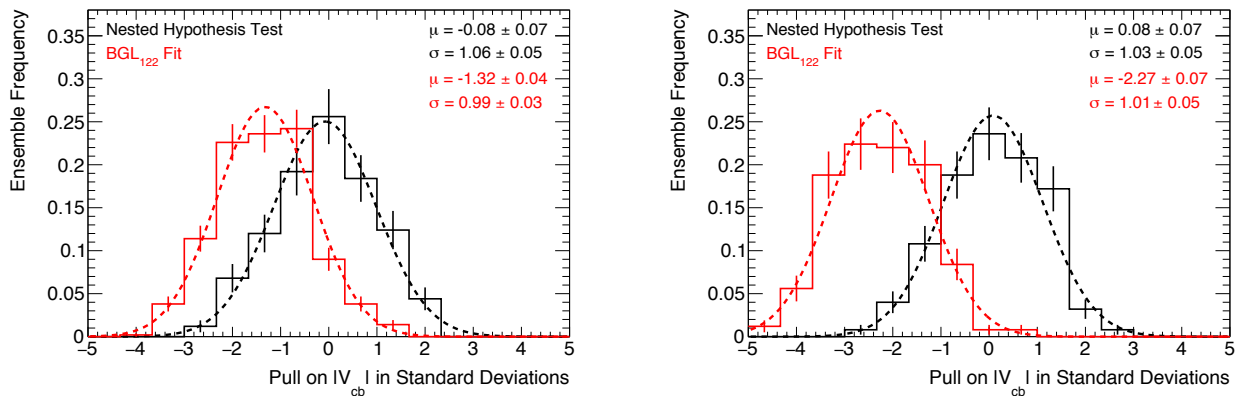 Nested Hypothesis Test
BGL122 Fit
μ = -0.08 ± 0.07
σ = 1.06 ± 0.05
μ = -1.32 ± 0.04
σ = 0.99 ± 0.03
Ensemble Frequency
0.35
0.3
0.25
0.2
0.15
0.1
0.05
0
−5 −4 −3 −2 −1 0 1 2 3 4 5
Pull on |Vcb| in Standard Deviations
Nested Hypothesis Test
BGL122 Fit
μ = 0.08 ± 0.07
σ = 1.03 ± 0.05
μ = -2.27 ± 0.07
σ = 1.01 ± 0.05
Ensemble Frequency
0.35
0.3
0.25
0.2
0.15
0.1
0.05
0
−5 −4 −3 −2 −1 0 1 2 3 4 5
Pull on |Vcb| in Standard Deviations